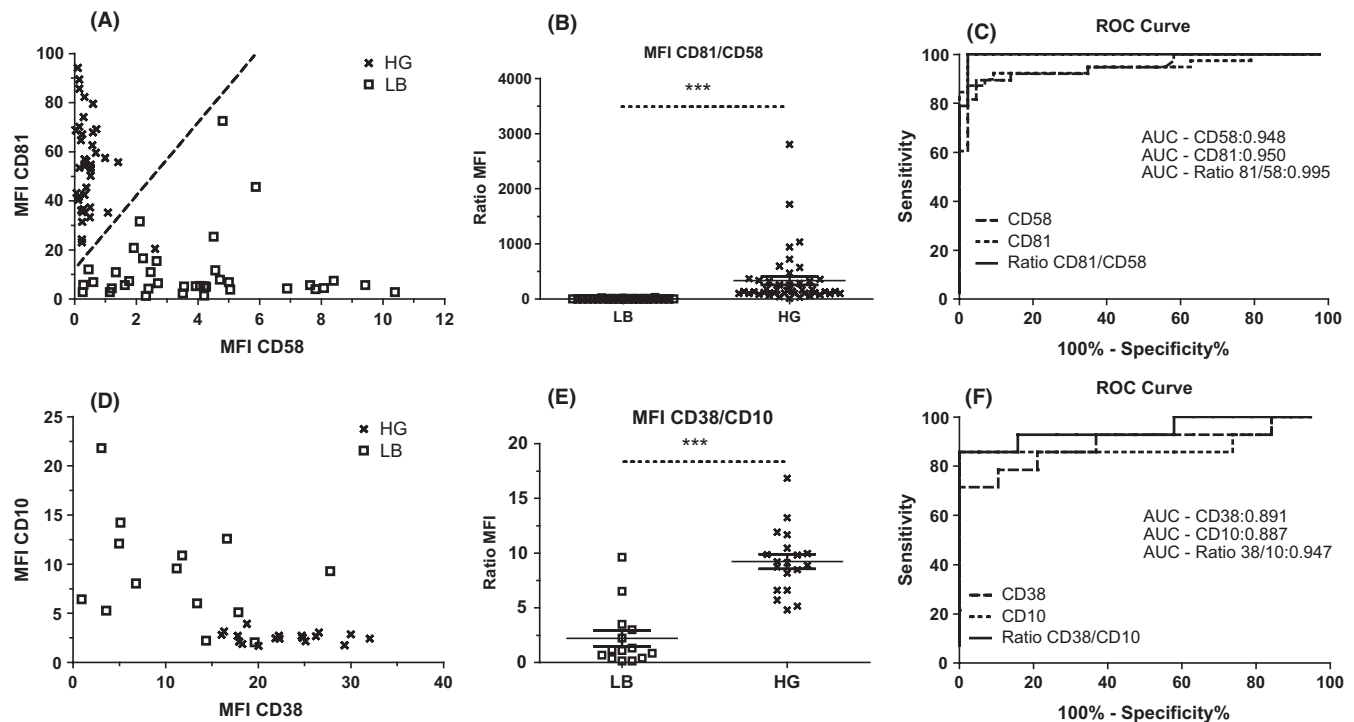 (A)
HG
LB
100
80
60
40
20
0
MFI CD81
0 2 4 6 8 10 12
MFI CD58
(B)
MFI CD81/CD58
***
4000
3500
3000
2000
1000
0
Ratio MFI
LB HG
(C)
ROC Curve
100
80
60
40
20
0
Sensitivity
AUC - CD58:0.948
AUC - CD81:0.950
AUC - Ratio 81/58:0.995
CD58
CD81
Ratio CD81/CD58
0 20 40 60 80 100
100% - Specificity%
(D)
HG
LB
25
20
15
10
5
0
MFI CD10
0 10 20 30 40
MFI CD38
(E)
MFI CD38/CD10
***
20
15
10
5
0
Ratio MFI
LB HG
(F)
ROC Curve
100
80
60
40
20
0
Sensitivity
AUC - CD38:0.891
AUC - CD10:0.887
AUC - Ratio 38/10:0.947
CD38
CD10
Ratio CD38/CD10
0 20 40 60 80 100
100% - Specificity%